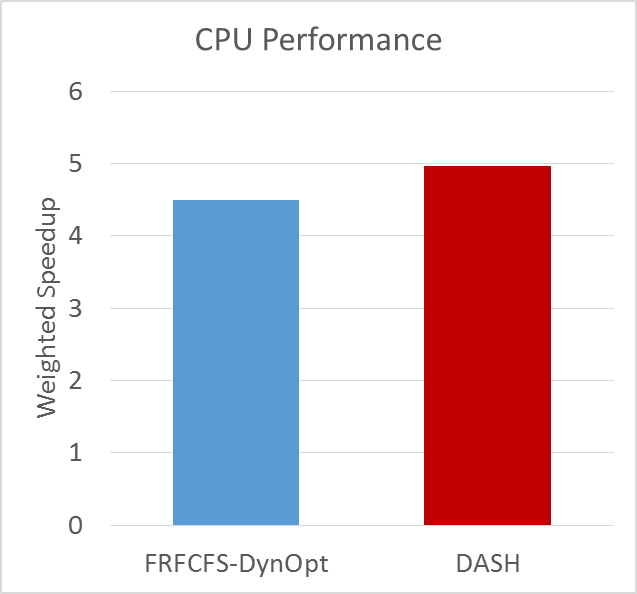 CPU Performance
Weighted Speedup
6
5
4
3
2
1
0
FRFCFS-DynOpt
DASH